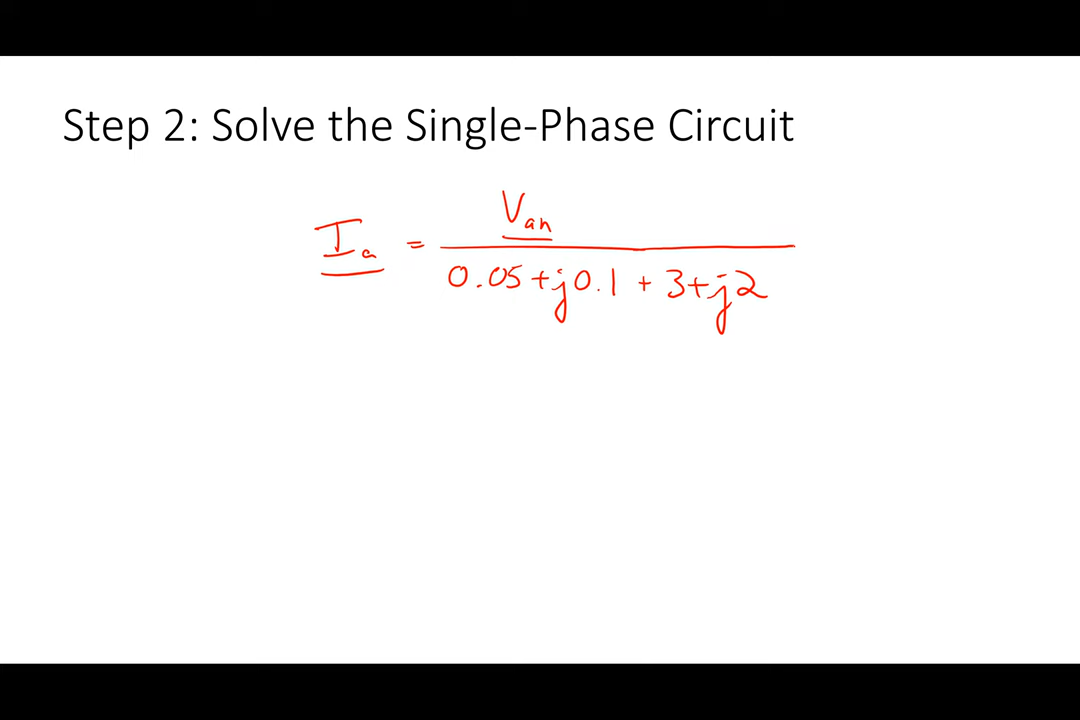 Step 2: Solve the Single-Phase Circuit
Van
Ia =
0.05+j0.1 + 3+j2